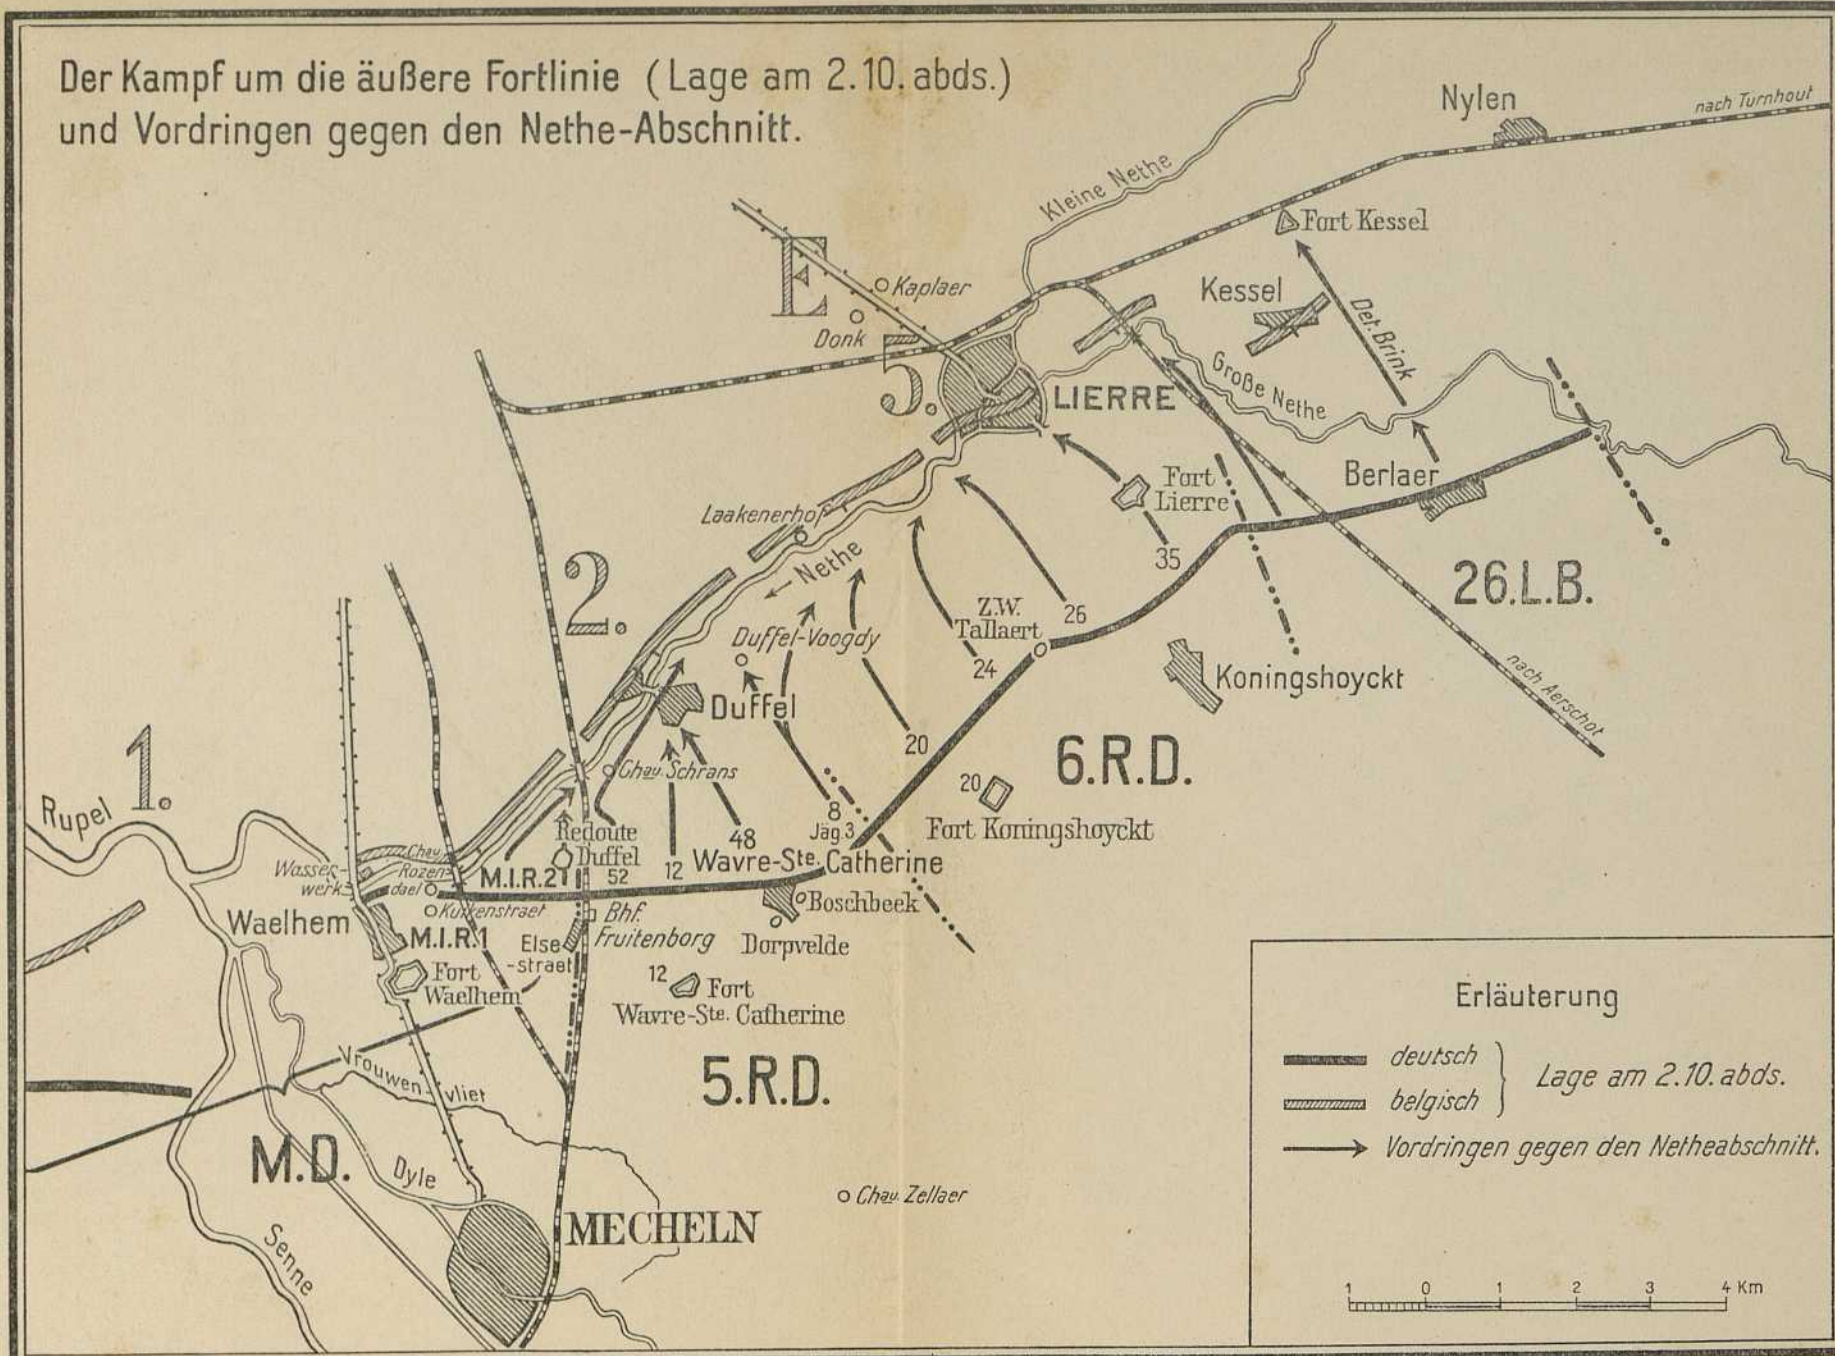 Der Kampf um die äußere Fortlinie (Lage am 2.10. abds.)
und Vordringen gegen den Nethe-Abschnitt.
Nylen
nach Turnhout
Kleine Nethe
Fort Kessel
E
Kaplaer
Kessel
Donk
Det. Brink
5.
Große Nethe
LIERRE
Berlaer
Fort
Lierre
Laakenerhof
35
Nethe
26.L.B.
2.
Z.W.
Tallaert
26
Duffel-Voogdy
24
Koningshoyckt
nach Aerschot
Duffel
20
6.R.D.
1.
Chau. Schrans
20
Rupel
8
Jäg.3
Fort Koningshoyckt
Redoute
Duffel
48
Wavre-Ste. Catherine
Chau.
Rozen-
dael
Wasser-
werk
M.I.R.2
52
12
Kuikenstraet
Boschbeek
Waelhem
M.I.R.1
Else
-straet
Bhf.
Fruitenborg
Dorpvelde
Fort
Waelhem
12
Fort
Wavre-Ste. Catherine
Vrouwen-vliet
5.R.D.
M.D.
Dyle
Chau. Zellaer
MECHELN
Senne
Erläuterung
deutsch
belgisch
Lage am 2.10. abds.
Vordringen gegen den Netheabschnitt.
1 0 1 2 3 4 Km